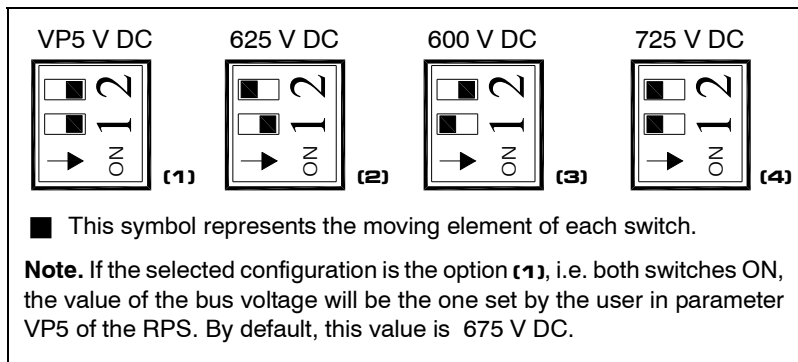 VP5 V DC 625 V DC 600 V DC 725 V DC
2 2 2 2
1 1 1 1
ON ON ON ON
(1) (2) (3) (4)
This symbol represents the moving element of each switch.
Note. If the selected configuration is the option (1), i.e. both switches ON,
the value of the bus voltage will be the one set by the user in parameter
VP5 of the RPS. By default, this value is 675 V DC.